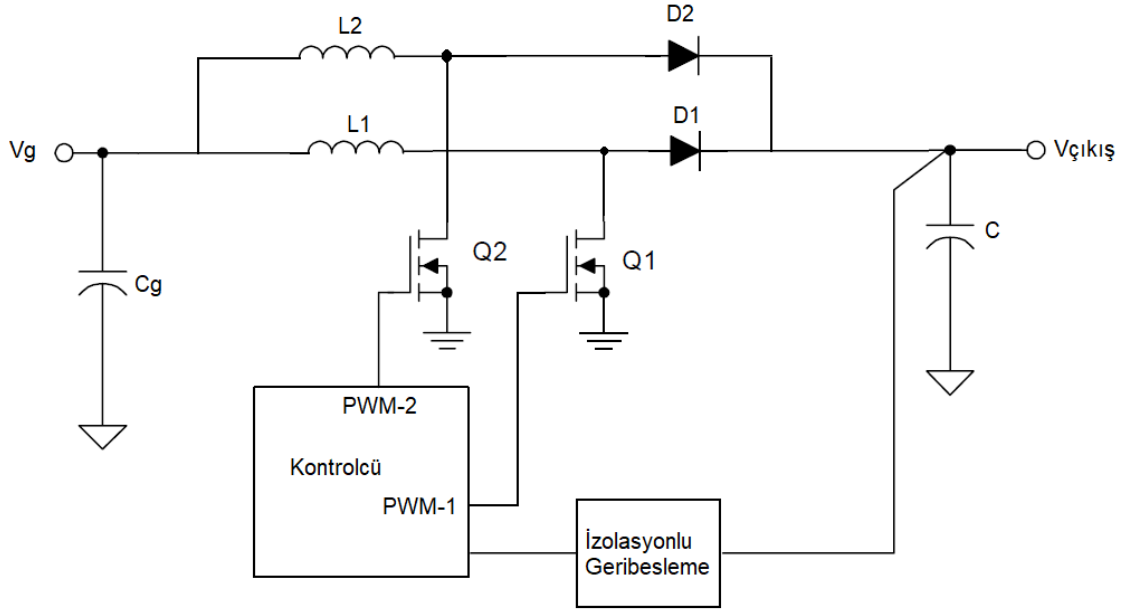 L2
D2
L1
D1
Vg
Vçıkış
Cg
Q2
Q1
C
PWM-2
Kontrolcü
PWM-1
İzolasyonlu
Geribesleme